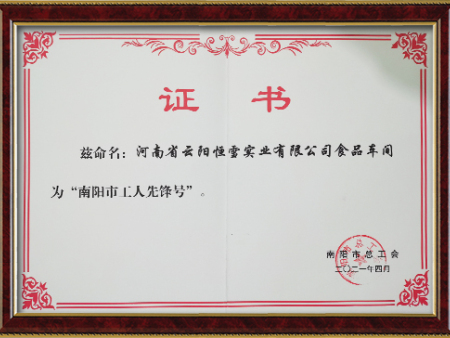 证书
兹命名：河南省云阳恒雪实业有限公司食品车间
为“南阳市工人先锋号”。
南阳市总工会
二〇二一年四月